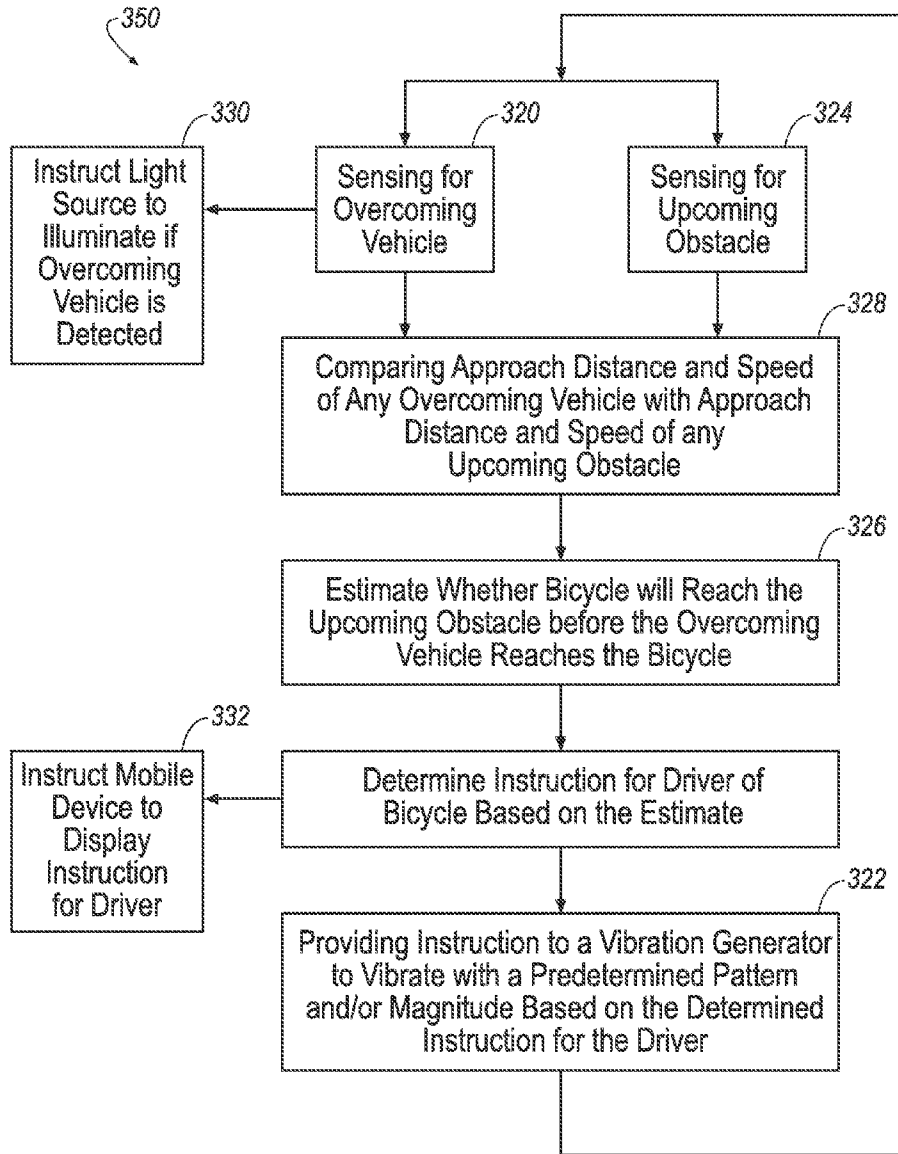 350
330
Instruct Light
Source to
Illuminate if
Overcoming
Vehicle is
Detected
320
Sensing for
Overcoming
Vehicle
324
Sensing for
Upcoming
Obstacle
328
Comparing Approach Distance and Speed
of Any Overcoming Vehicle with Approach
Distance and Speed of any
Upcoming Obstacle
326
Estimate Whether Bicycle will Reach the
Upcoming Obstacle before the Overcoming
Vehicle Reaches the Bicycle
332
Instruct Mobile
Device to
Display
Instruction
for Driver
Determine Instruction for Driver of
Bicycle Based on the Estimate
322
Providing Instruction to a Vibration Generator
to Vibrate with a Predetermined Pattern
and/or Magnitude Based on the Determined
Instruction for the Driver